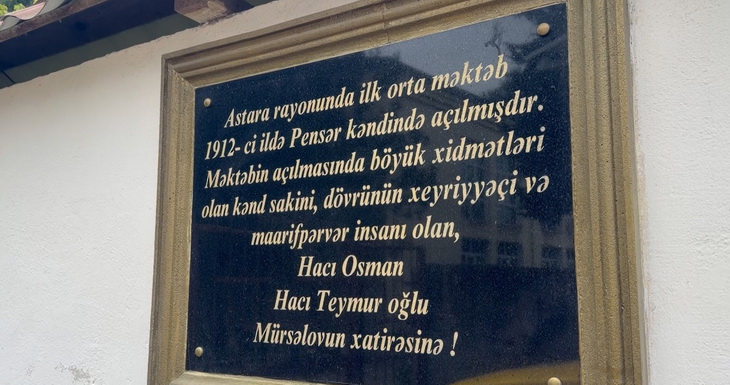 Astara rayonunda ilk orta məktəb
1912- ci ildə Pensər kəndində açılmışdır.
Məktəbin açılmasında böyük xidmətləri
olan kənd sakini, dövrünün xeyriyyəçi və
maarifpərvər insanı olan,
Hacı Osman
Hacı Teymur oğlu
Mürsəlovun xatirəsinə !